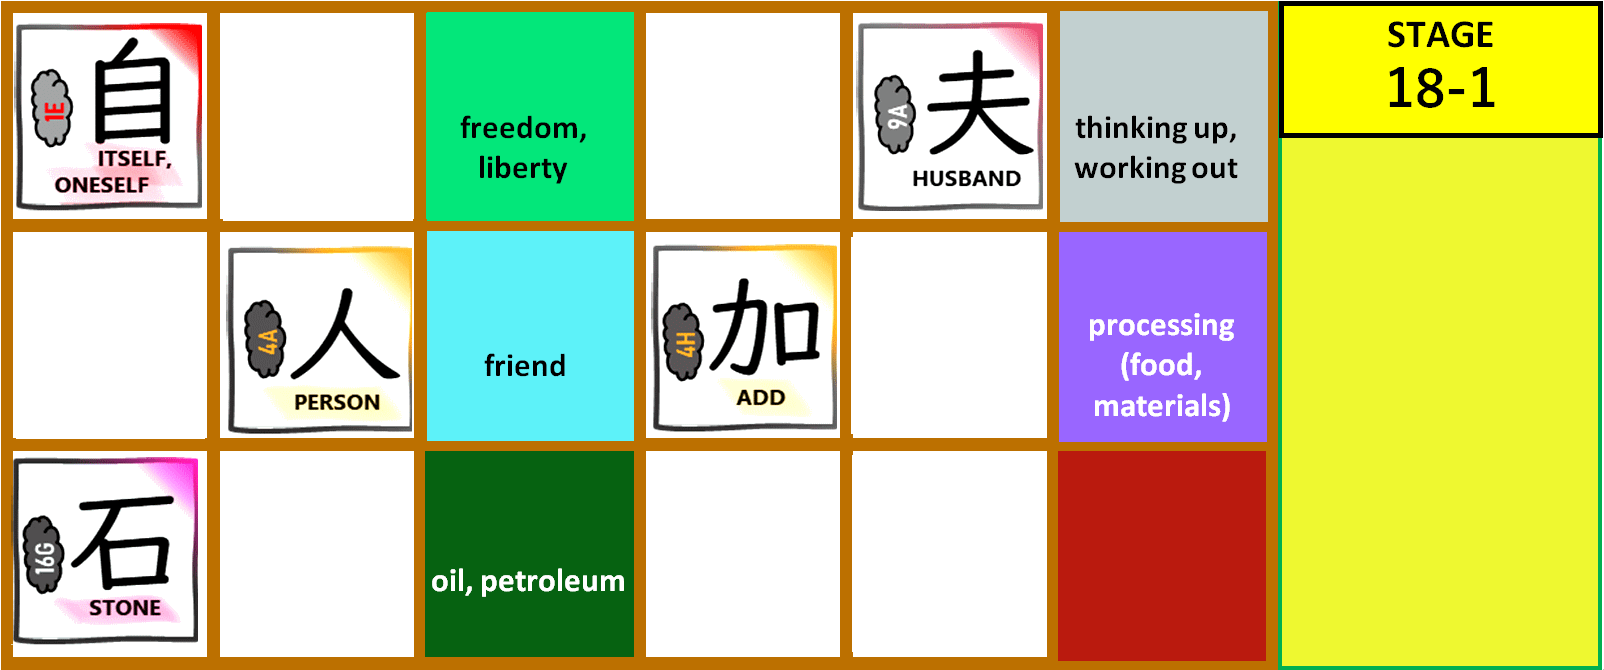 1E
自
ITSELF,
ONESELF
freedom,
liberty
9A
夫
HUSBAND
thinking up,
working out
STAGE
18-1
4A
人
PERSON
friend
4H
加
ADD
processing
(food,
materials)
16G
石
STONE
oil, petroleum